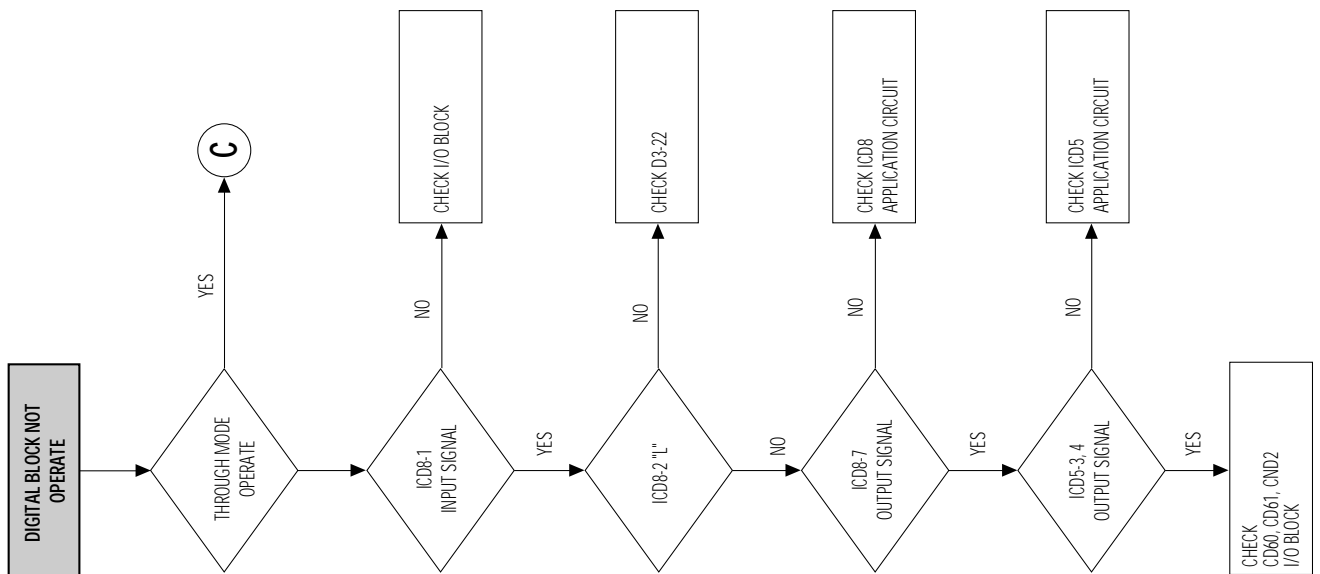 DIGITAL BLOCK NOT
OPERATE
THROUGH MODE
OPERATE
YES
C
ICD8-1
INPUT SIGNAL
NO
CHECK I/O BLOCK
YES
ICD8-2 "L"
NO
CHECK D3-22
NO
ICD8-7
OUTPUT SIGNAL
NO
CHECK ICD8
APPLICATION CIRCUIT
YES
ICD5-3, 4
OUTPUT SIGNAL
NO
CHECK ICD5
APPLICATION CIRCUIT
YES
CHECK
CD60, CD61, CND2
I/O BLOCK